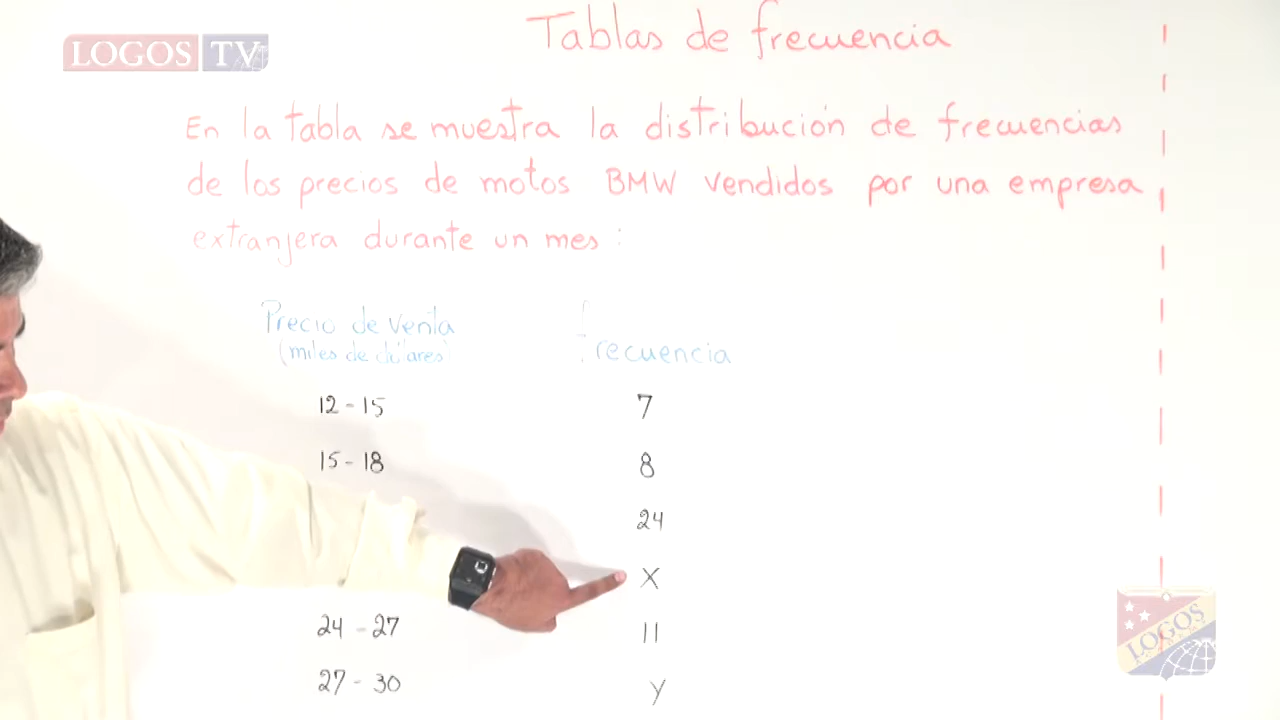 LOGOS TV
Tablas de frecuencia
En la tabla se muestra la distribución de frecuencias
de los precios de motos BMW vendidos por una empresa
extranjera durante un mes :
Precio de venta
(miles de dólares)
frecuencia
12 - 15 7
15 - 18 8
24
X
24 - 27 11
27 - 30 y
LOGOS